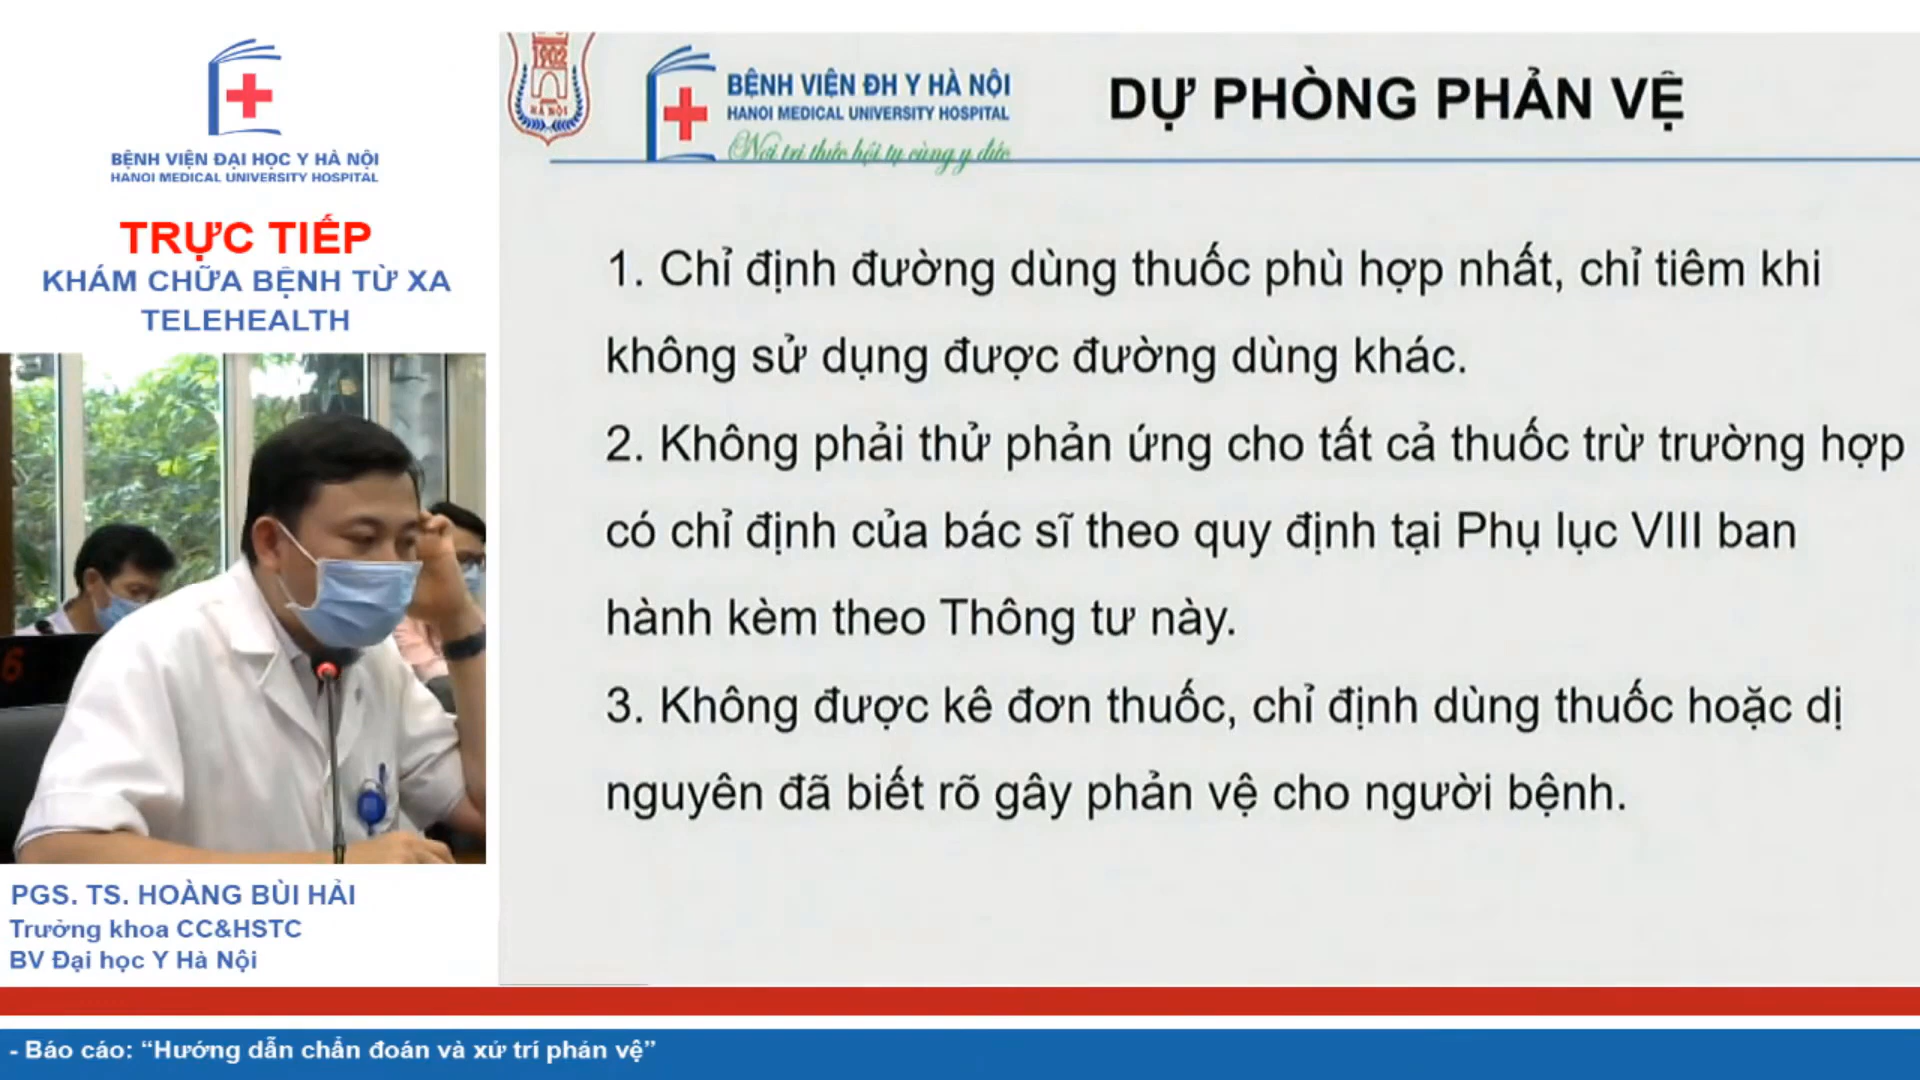 BỆNH VIỆN ĐẠI HỌC Y HÀ NỘI
HANOI MEDICAL UNIVERSITY HOSPITAL
TRỰC TIẾP
KHÁM CHỮA BỆNH TỪ XA
TELEHEALTH
6
PGS. TS. HOÀNG BÙI HẢI
Trưởng khoa CC&HSTC
BV Đại học Y Hà Nội
1902
HÀ NỘI
BỆNH VIỆN ĐH Y HÀ NỘI
HANOI MEDICAL UNIVERSITY HOSPITAL
Nơi tri thức hội tụ cùng y đức
DỰ PHÒNG PHẢN VỆ
1. Chỉ định đường dùng thuốc phù hợp nhất, chỉ tiêm khi
không sử dụng được đường dùng khác.
2. Không phải thử phản ứng cho tất cả thuốc trừ trường hợp
có chỉ định của bác sĩ theo quy định tại Phụ lục VIII ban
hành kèm theo Thông tư này.
3. Không được kê đơn thuốc, chỉ định dùng thuốc hoặc dị
nguyên đã biết rõ gây phản vệ cho người bệnh.
- Báo cáo: “Hướng dẫn chẩn đoán và xử trí phản vệ”